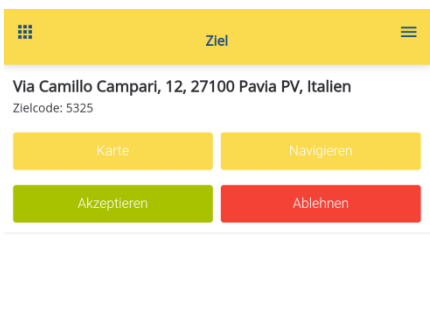 Ziel
Via Camillo Campari, 12, 27100 Pavia PV, Italien
Zielcode: 5325
Karte
Navigieren
Akzeptieren
Ablehnen